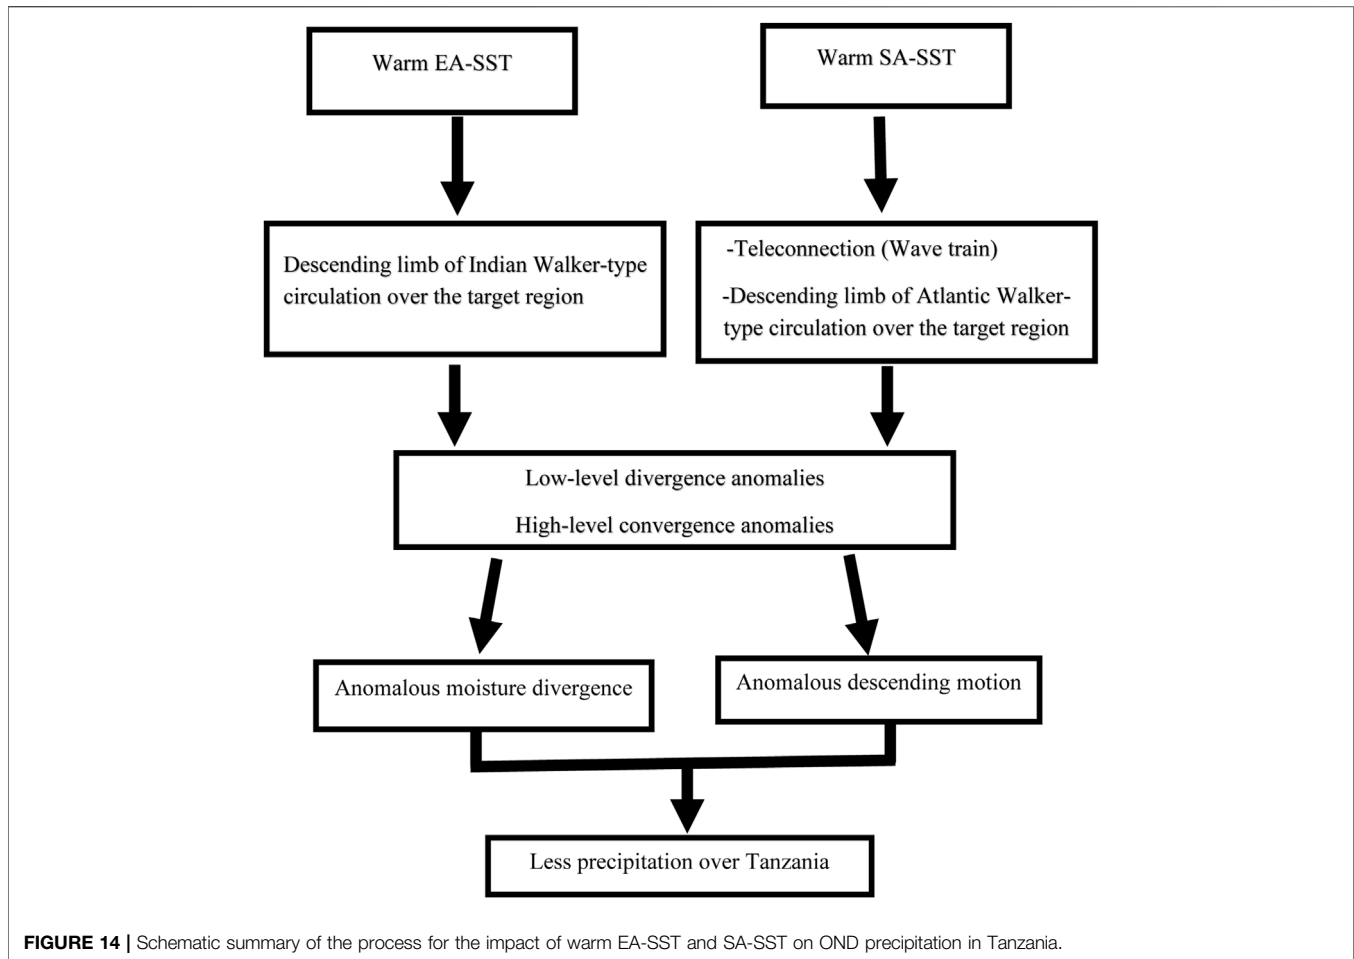 Warm EA-SST
Warm SA-SST
Descending limb of Indian Walker-type
circulation over the target region
-Teleconnection (Wave train)
-Descending limb of Atlantic Walker-
type circulation over the target region
Low-level divergence anomalies
High-level convergence anomalies
Anomalous moisture divergence
Anomalous descending motion
Less precipitation over Tanzania
FIGURE 14 | Schematic summary of the process for the impact of warm EA-SST and SA-SST on OND precipitation in Tanzania.